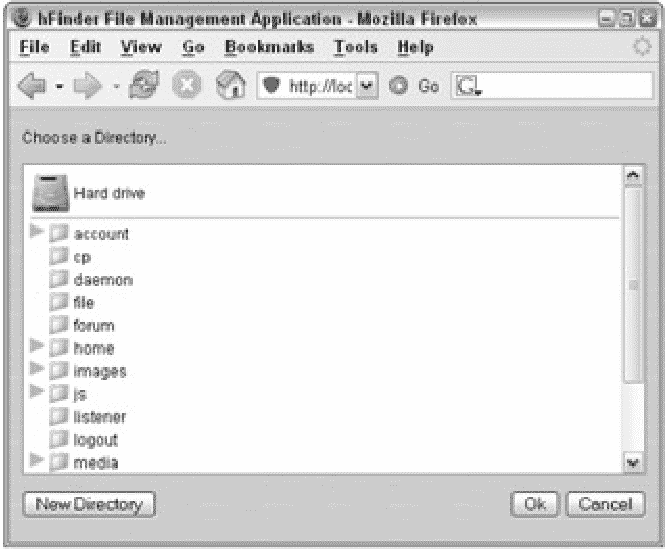 hFinder File Management Application - Mozilla Firefox
File Edit View Go Bookmarks Tools Help
http://loc Go G
Choose a Directory...
Hard drive
account
cp
daemon
file
forum
home
images
js
listener
logout
media
New Directory Ok Cancel